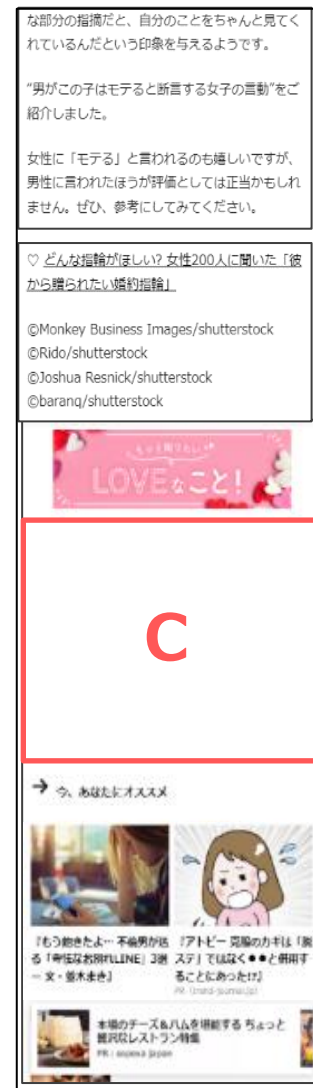 な部分の指摘だと、自分のことをちゃんと見てく
れているんだという印象を与えるようです。
“男がこの子はモテると断言する女子の言動”をご
紹介しました。
女性に「モテる」と言われるのも嬉しいですが、
男性に言われたほうが評価としては正当かもしれ
ません。ぜひ、参考にしてみてください。
♡ どんな指輪がほしい? 女性200人に聞いた「彼
から贈られたい婚約指輪」
©Monkey Business Images/shutterstock
©Rido/shutterstock
©Joshua Resnick/shutterstock
©baranq/shutterstock
もっと知りたい
LOVEなこと!
C
→ 今、あなたにオススメ
『もう飽きたよ… 不倫男が送
る「卑怯なお別れLINE」3選
— 文・並木まき』
『アトピー 克服のカギは「脱
ステ」ではなく●●と併用す
ることにあった!?』
本場のチーズ&ハムを堪能する ちょっと
贅沢なレストラン特集